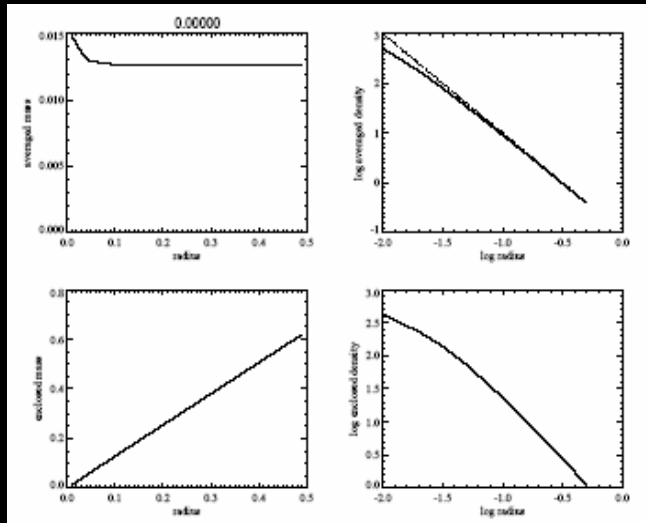 0.00000
0.015
0.010
0.005
0.000
averaged mass
0.0 0.1 0.2 0.3 0.4 0.5
radius
3
2
1
0
-1
log averaged density
-2.0 -1.5 -1.0 -0.5 0.0
log radius
0.8
0.6
0.4
0.2
0.0
enclosed mass
0.0 0.1 0.2 0.3 0.4 0.5
radius
3.0
2.5
2.0
1.5
1.0
0.5
0.0
log enclosed density
-2.0 -1.5 -1.0 -0.5 0.0
log radius